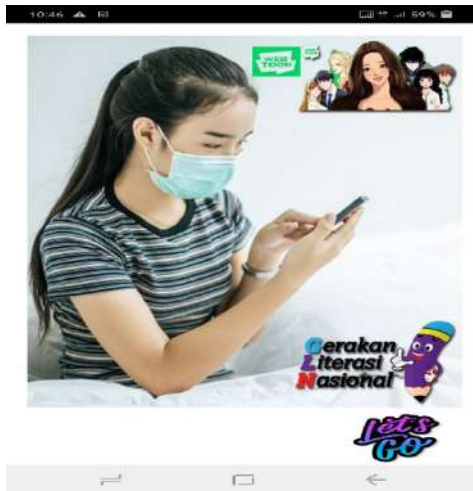 10:46
59%
WEB
TOON
Gerakan
Literasi
Nasional
Let's
GO